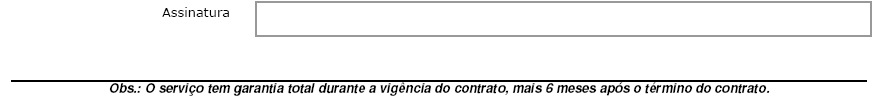 Assinatura
Obs.: O serviço tem garantia total durante a vigência do contrato, mais 6 meses após o término do contrato.